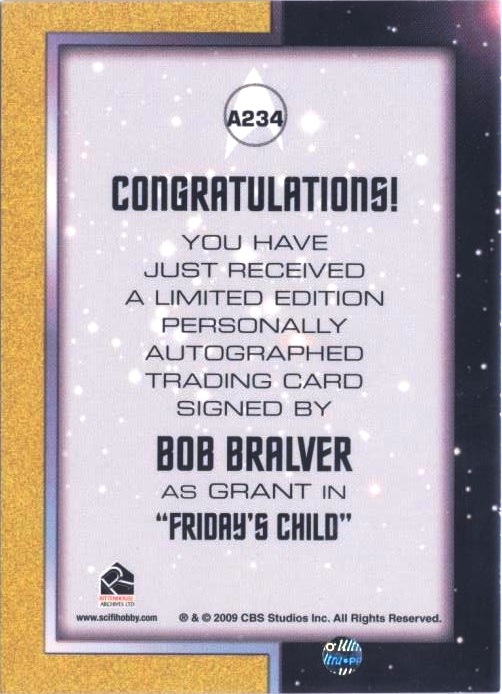 A234
CONGRATULATIONS!
YOU HAVE
JUST RECEIVED
A LIMITED EDITION
PERSONALLY
AUTOGRAPHED
TRADING CARD
SIGNED BY
BOB BRALVER
AS GRANT IN
"FRIDAY'S CHILD"
RITTENHOUSE
ARCHIVES LTD
www.scifihobby.com
® & © 2009 CBS Studios Inc. All Rights Reserved.